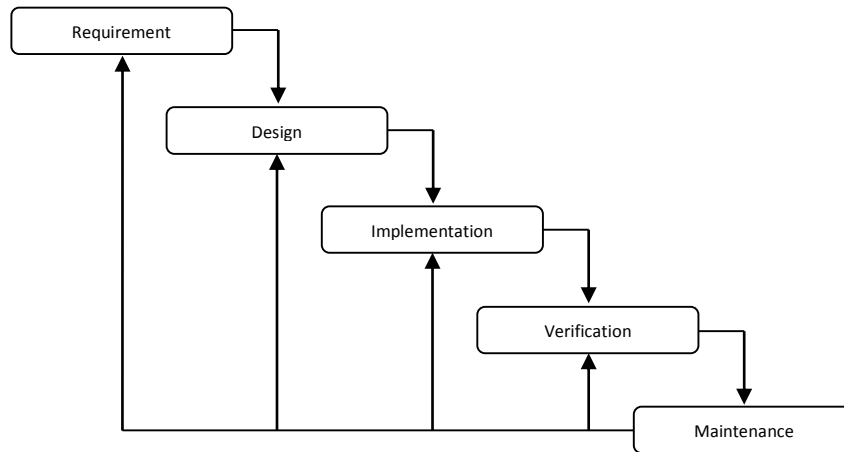 Requirement
Design
Implementation
Verification
Maintenance